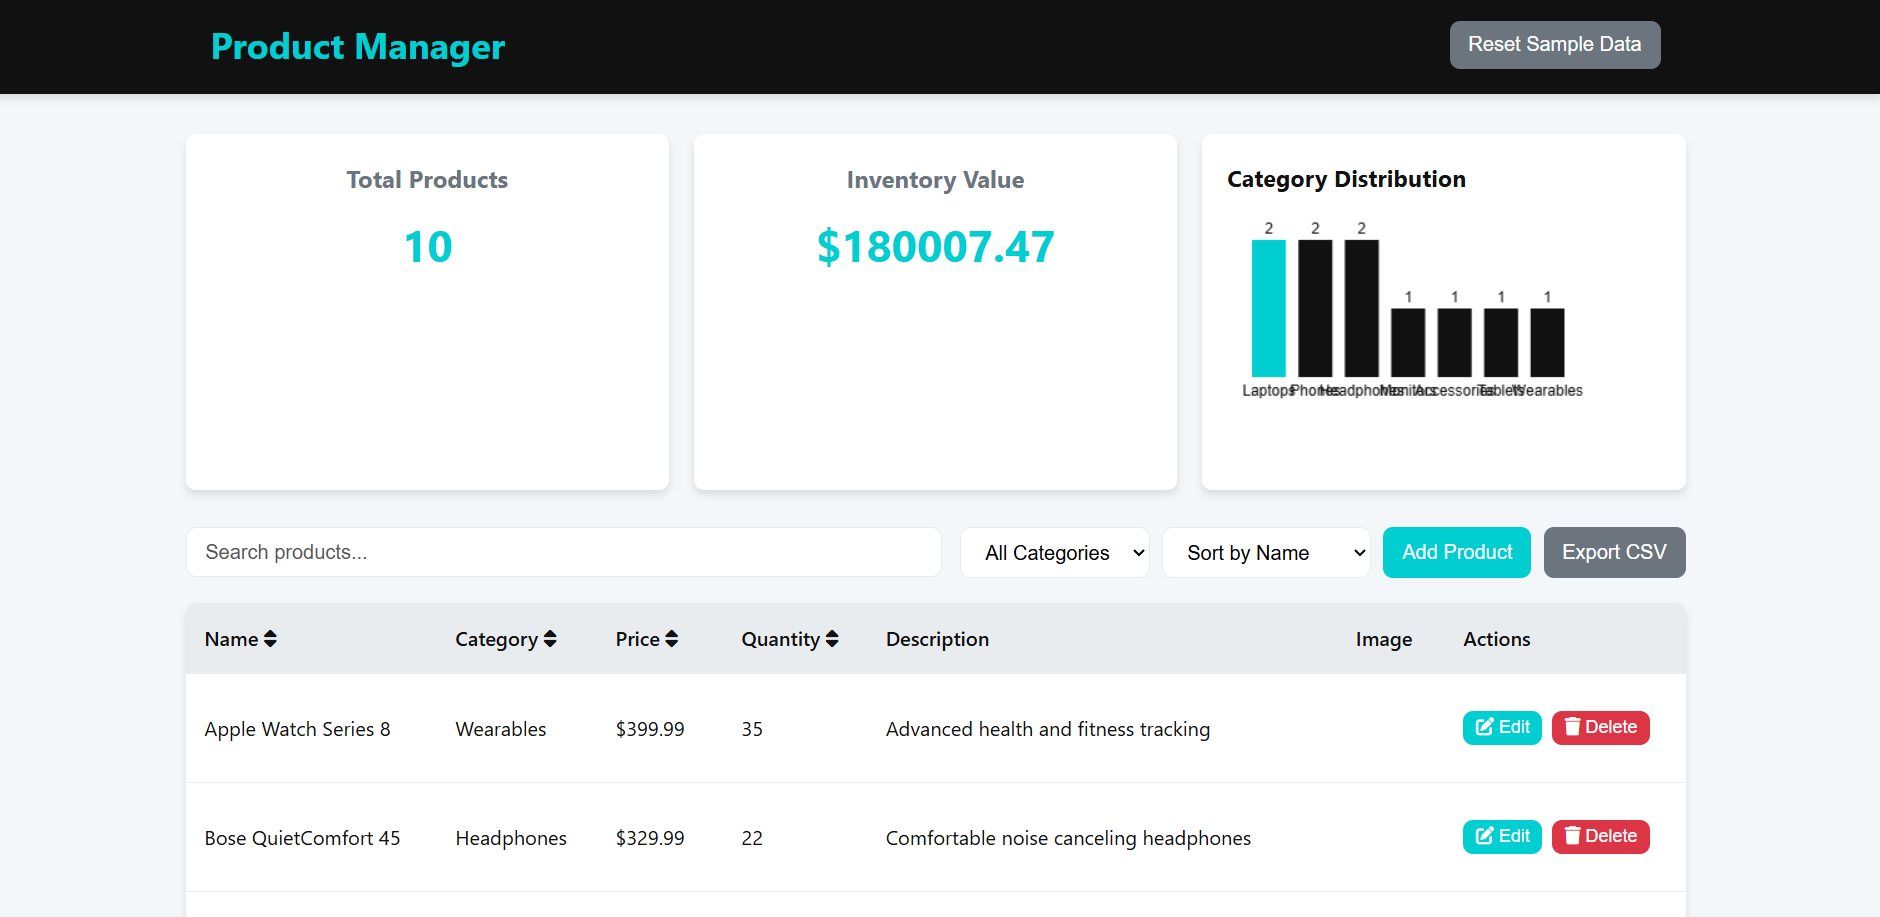 Product Manager
Reset Sample Data
Total Products
10
Inventory Value
$180007.47
Category Distribution
2 2 2 1 1 1 1
Laptops Phones Headphones Monitors Accessories Tablets Wearables
Search products...
All Categories
Sort by Name
Add Product
Export CSV
Name Category Price Quantity Description Image Actions
Apple Watch Series 8 Wearables $399.99 35 Advanced health and fitness tracking Edit Delete
Bose QuietComfort 45 Headphones $329.99 22 Comfortable noise canceling headphones Edit Delete